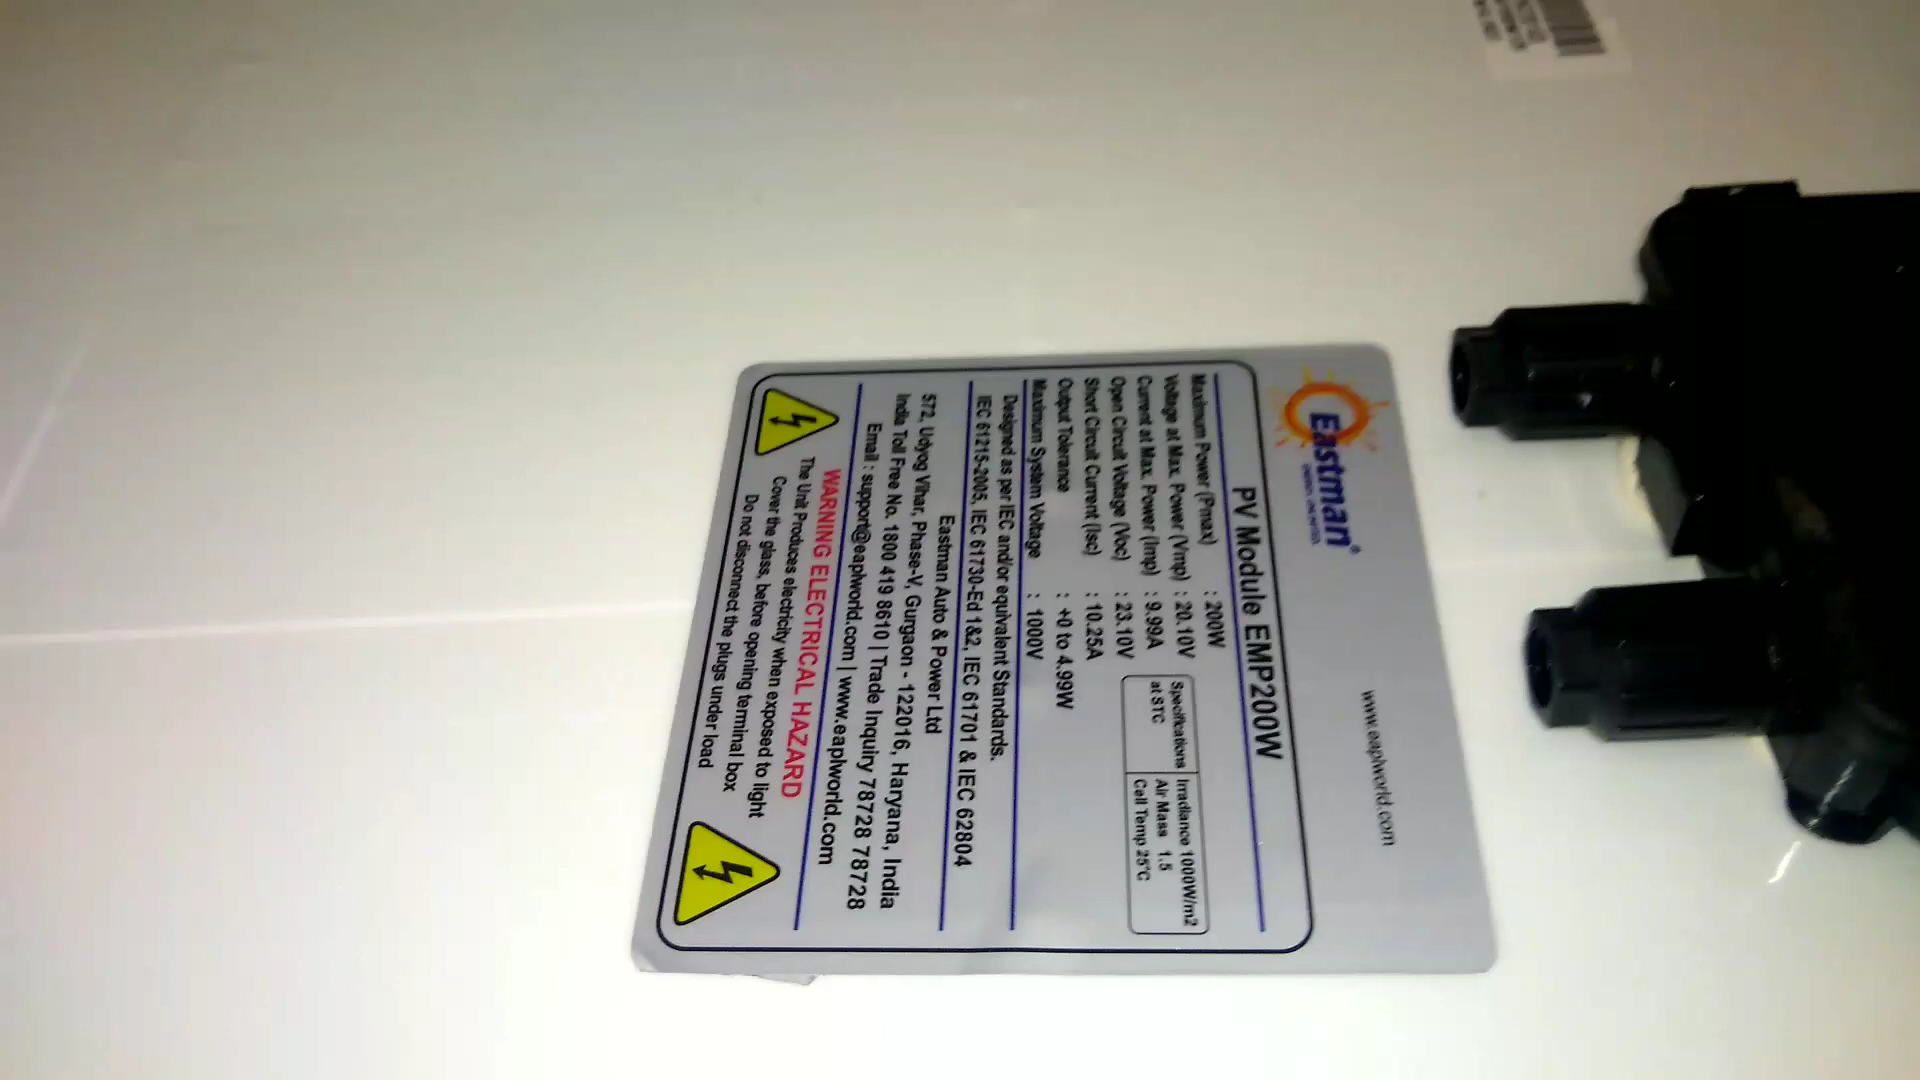 Eastman®
www.eaplworld.com
PV Module EMP200W
Maximum Power (Pmax) : 200W
Voltage at Max. Power (Vmp) : 20.10V
Current at Max. Power (Imp) : 9.99A
Open Circuit Voltage (Voc) : 23.10V
Short Circuit Current (Isc) : 10.25A
Output Tolerance : +0 to 4.99W
Maximum System Voltage : 1000V
Specifications at STC
Irradiance 1000W/m2
Air Mass 1.5
Cell Temp 25°C
Designed as per IEC and/or equivalent Standards.
IEC 61215-2005, IEC 61730-Ed 1&2, IEC 61701 & IEC 62804
Eastman Auto & Power Ltd
572, Udyog Vihar, Phase-V, Gurgaon - 122016, Haryana, India
India Toll Free No. 1800 419 8610 | Trade Inquiry 78728 78728
Email : support@eaplworld.com | www.eaplworld.com
WARNING ELECTRICAL HAZARD
The Unit Produces electricity when exposed to light
Cover the glass, before opening terminal box
Do not disconnect the plugs under load